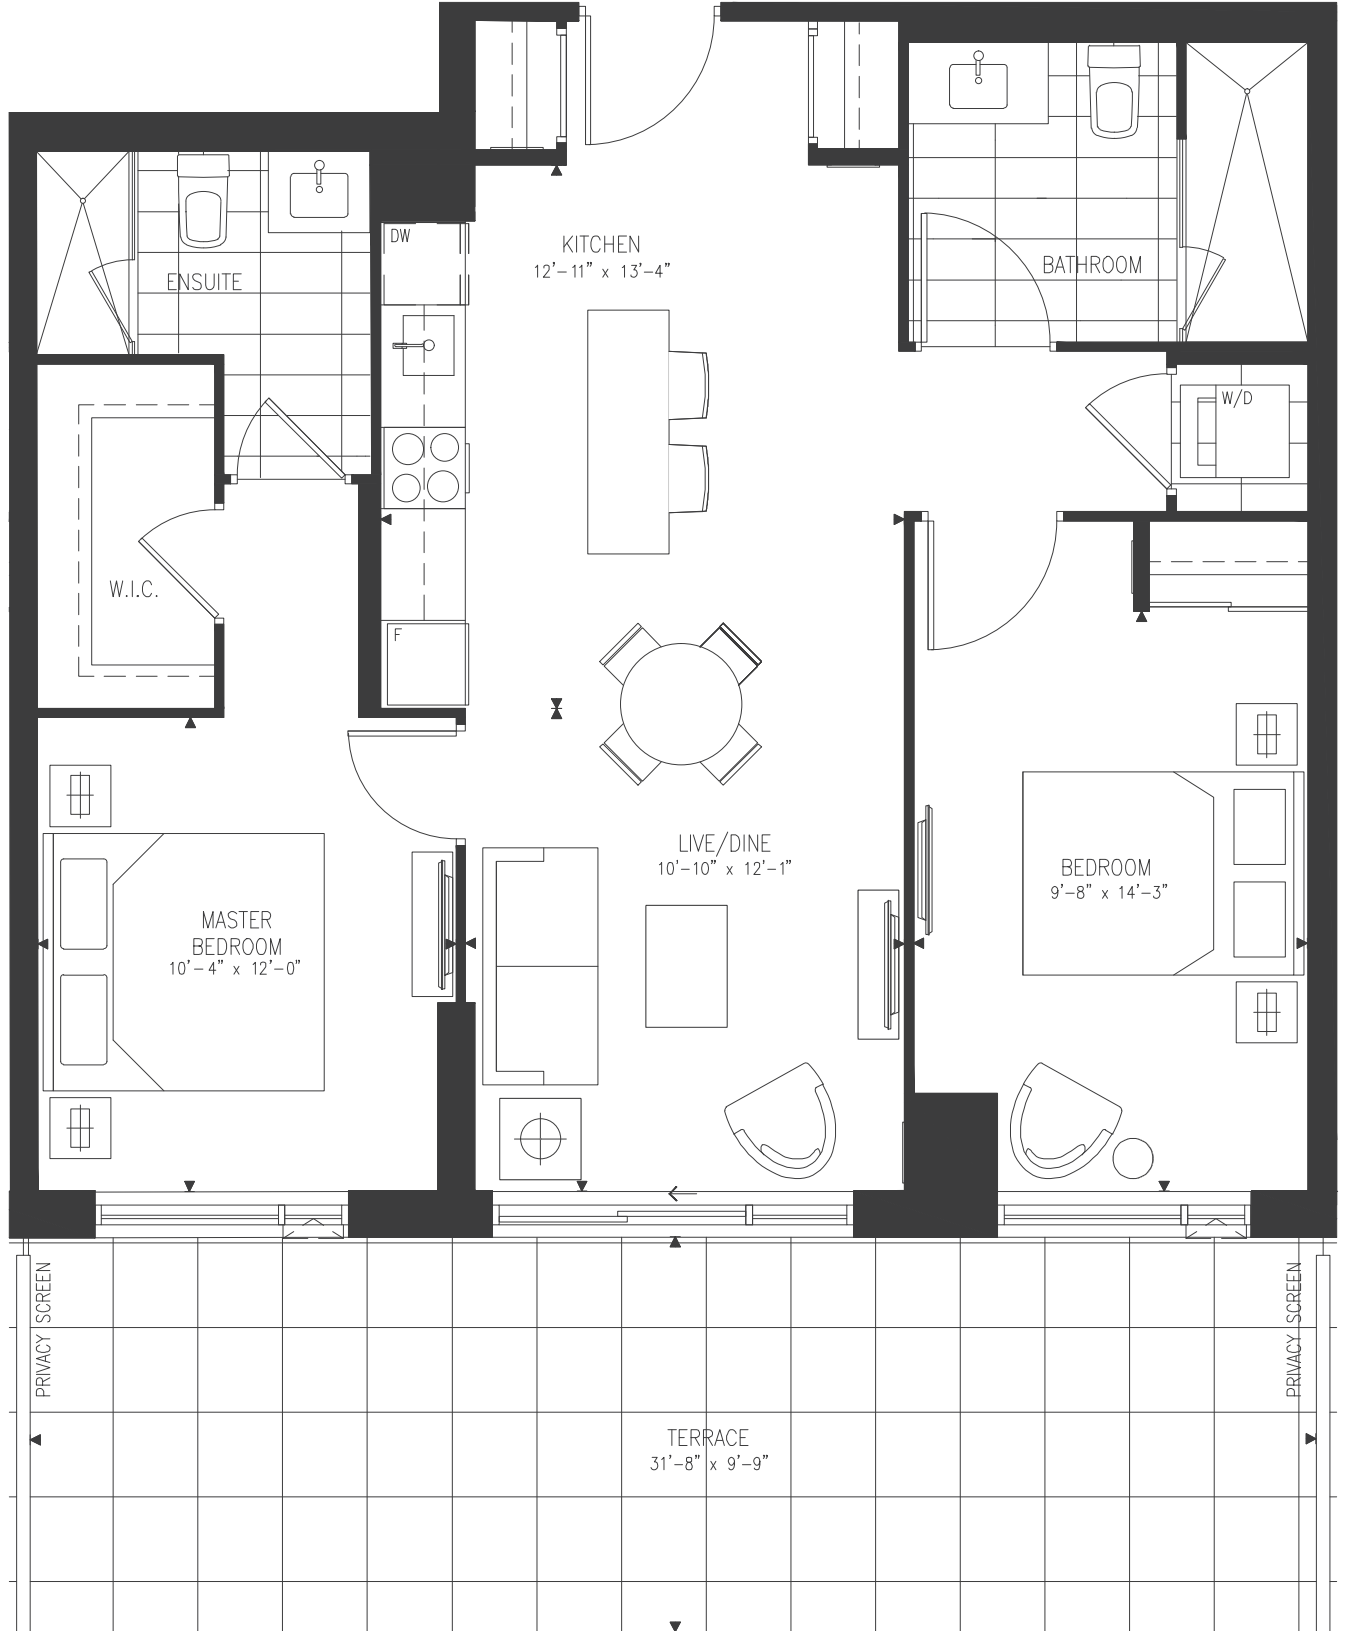 DW
KITCHEN
12'-11" x 13'-4"
BATHROOM
ENSUITE
W/D
W.I.C.
F
LIVE/DINE
10'-10" x 12'-1"
BEDROOM
9'-8" x 14'-3"
MASTER
BEDROOM
10'-4" x 12'-0"
PRIVACY SCREEN
PRIVACY SCREEN
TERRACE
31'-8" x 9'-9"